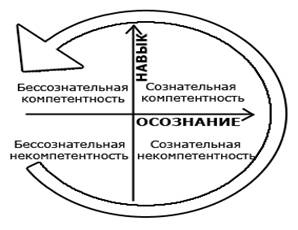 НАВЫК
Бессознательная
компетентность
Сознательная
компетентность
ОСОЗНАНИЕ
Бессознательная
некомпетентность
Сознательная
некомпетентность